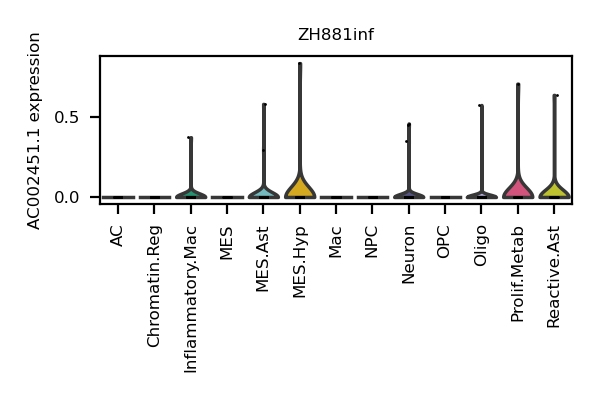 ZH881inf
AC002451.1 expression
0.5
0.0
AC
Chromatin.Reg
Inflammatory.Mac
MES
MES.Ast
MES.Hyp
Mac
NPC
Neuron
OPC
Oligo
Prolif.Metab
Reactive.Ast